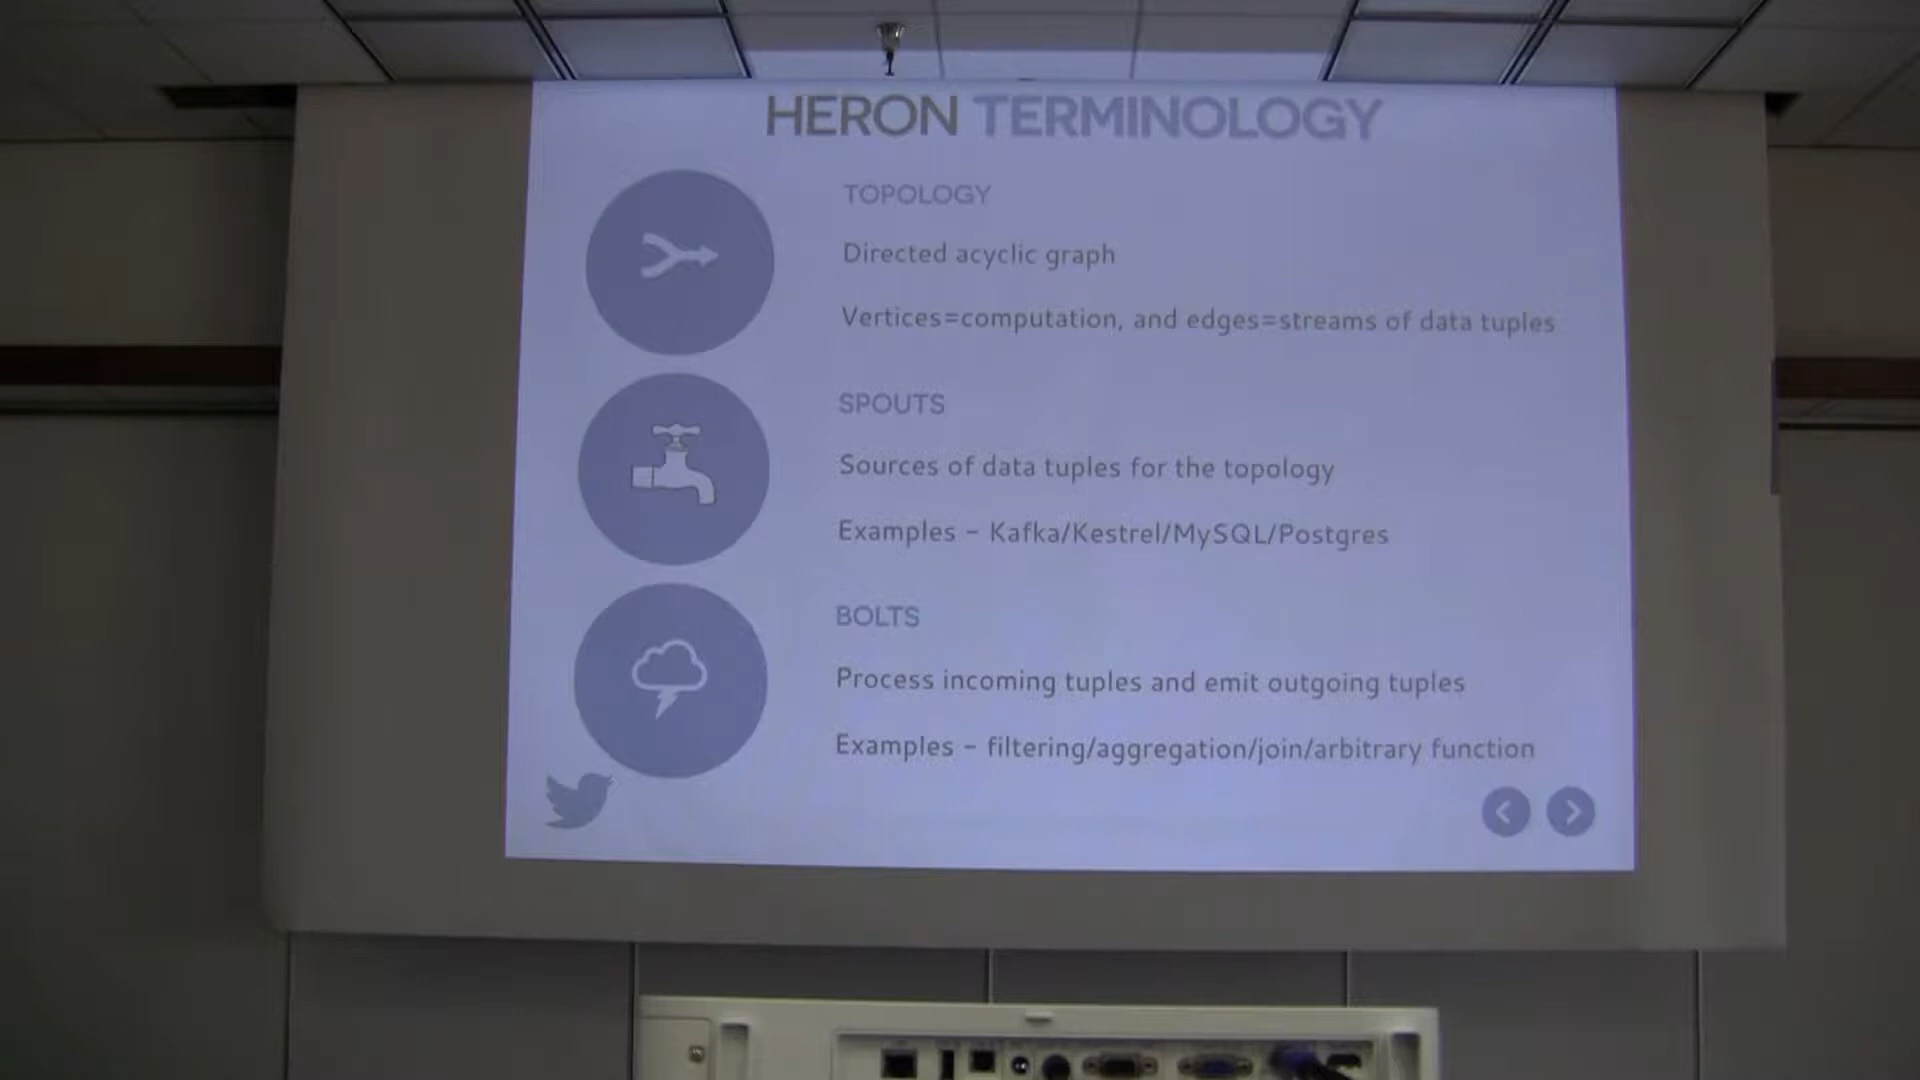 HERON TERMINOLOGY
TOPOLOGY
Directed acyclic graph
Vertices=computation, and edges=streams of data tuples
SPOUTS
Sources of data tuples for the topology
Examples - Kafka/Kestrel/MySQL/Postgres
BOLTS
Process incoming tuples and emit outgoing tuples
Examples - filtering/aggregation/join/arbitrary function